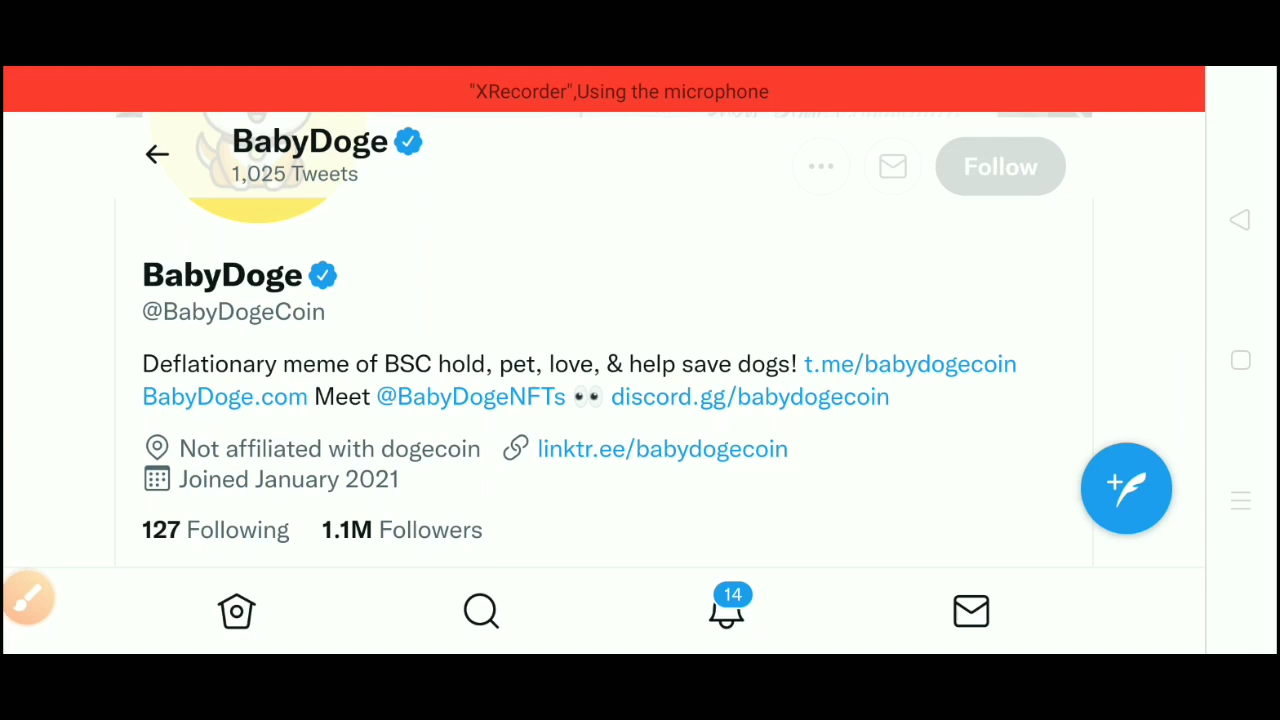 "XRecorder",Using the microphone
BabyDoge
1,025 Tweets
Follow
BabyDoge
@BabyDogeCoin
Deflationary meme of BSC hold, pet, love, & help save dogs! t.me/babydogecoin
BabyDoge.com Meet @BabyDogeNFTs 👀 discord.gg/babydogecoin
Not affiliated with dogecoin linktr.ee/babydogecoin
Joined January 2021
127 Following 1.1M Followers
14